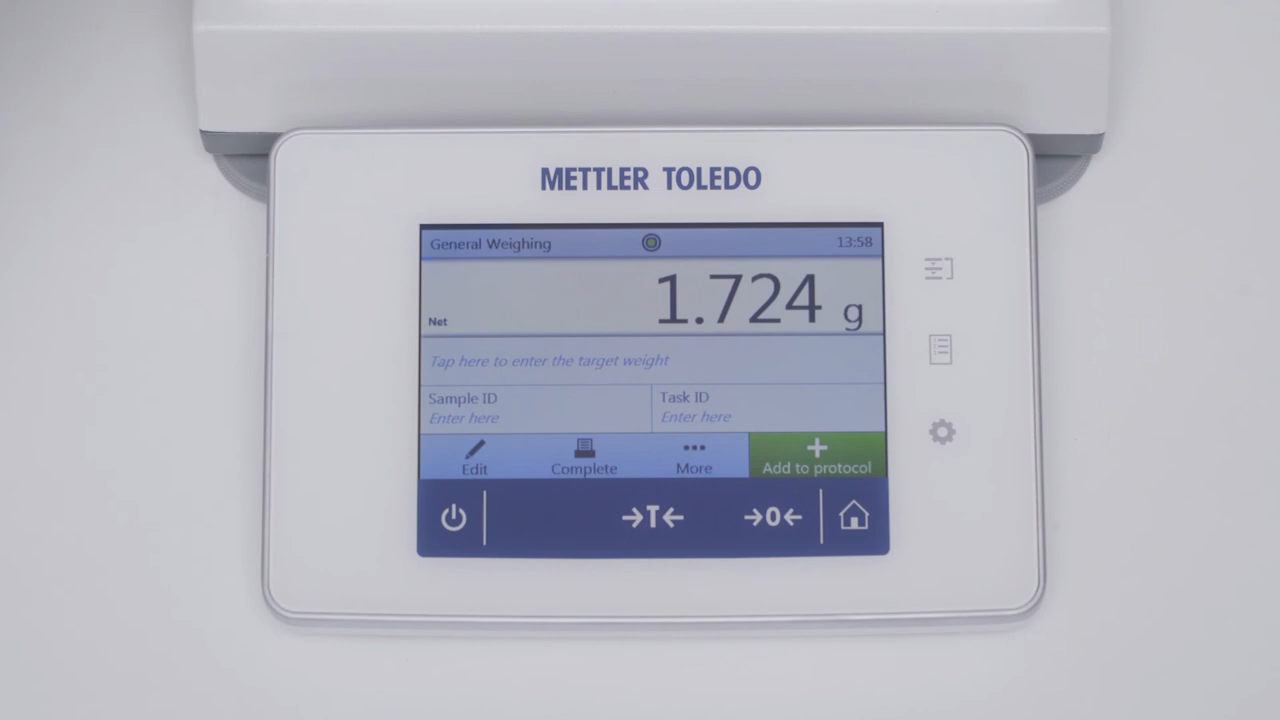 METTLER TOLEDO
General Weighing 13:58
1.724 g
Net
Tap here to enter the target weight
Sample ID Task ID
Enter here Enter here
Edit Complete More Add to protocol
→T← →0←